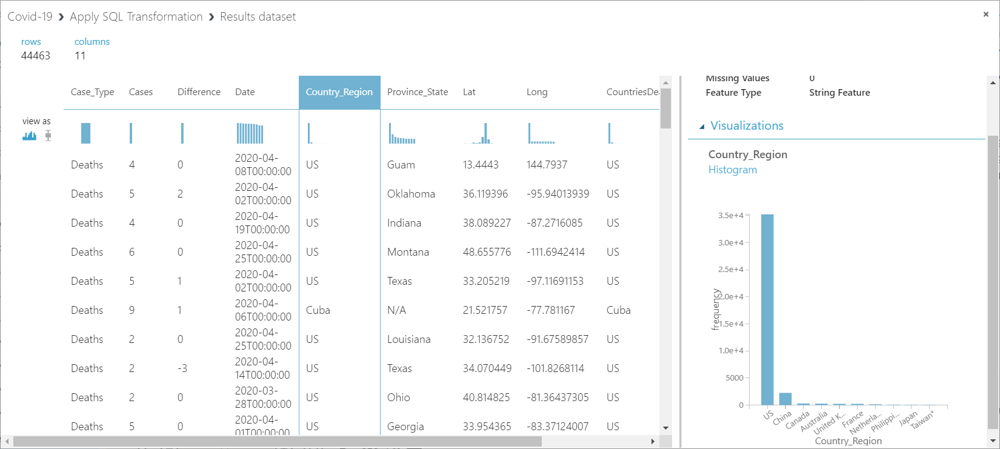 Covid-19 ❯ Apply SQL Transformation ❯ Results dataset
×
rows columns
44463 11
Case_Type Cases Difference Date Country_Region Province_State Lat Long CountriesDea
view as
Deaths 4 0 2020-04-08T00:00:00 US Guam 13.4443 144.7937 US
Deaths 5 2 2020-04-02T00:00:00 US Oklahoma 36.119396 -95.94013939 US
Deaths 4 0 2020-04-19T00:00:00 US Indiana 38.089227 -87.2716085 US
Deaths 6 0 2020-04-25T00:00:00 US Montana 48.655776 -111.6942414 US
Deaths 5 1 2020-04-02T00:00:00 US Texas 33.205219 -97.11691153 US
Deaths 9 1 2020-04-06T00:00:00 Cuba N/A 21.521757 -77.781167 Cuba
Deaths 2 0 2020-04-25T00:00:00 US Louisiana 32.136752 -91.67589857 US
Deaths 2 -3 2020-04-14T00:00:00 US Texas 34.070449 -101.8268114 US
Deaths 2 0 2020-03-28T00:00:00 US Ohio 40.814825 -81.36437305 US
Deaths 5 0 2020-04-01T00:00:00 US Georgia 33.954365 -83.37124007 US
Missing Values 0
Feature Type String Feature
Visualizations
Country_Region
Histogram
3.5e+4
3.0e+4
2.5e+4
2.0e+4
1.5e+4
1.0e+4
5000
0
frequency
US China Canada Australia United K... France Netherla... Philippi... Japan Taiwan*
Country_Region